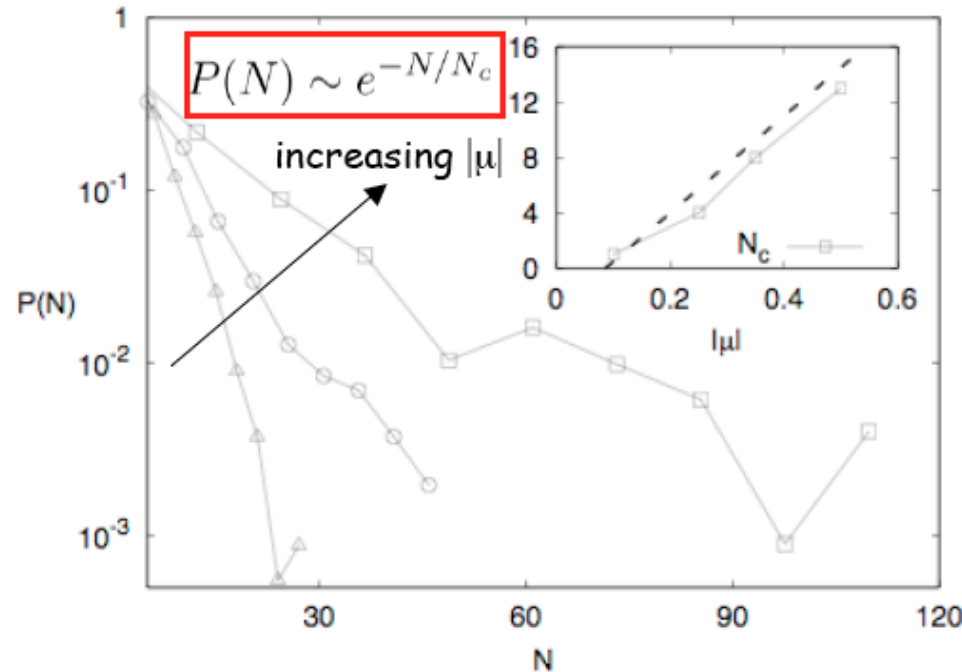 1
P(N) ∼ e^{-N/N_c}
increasing |μ|
16
12
8
4
0
N_c
0
0.2
0.4
0.6
|μ|
10^{-1}
P(N)
10^{-2}
10^{-3}
30
60
90
120
N